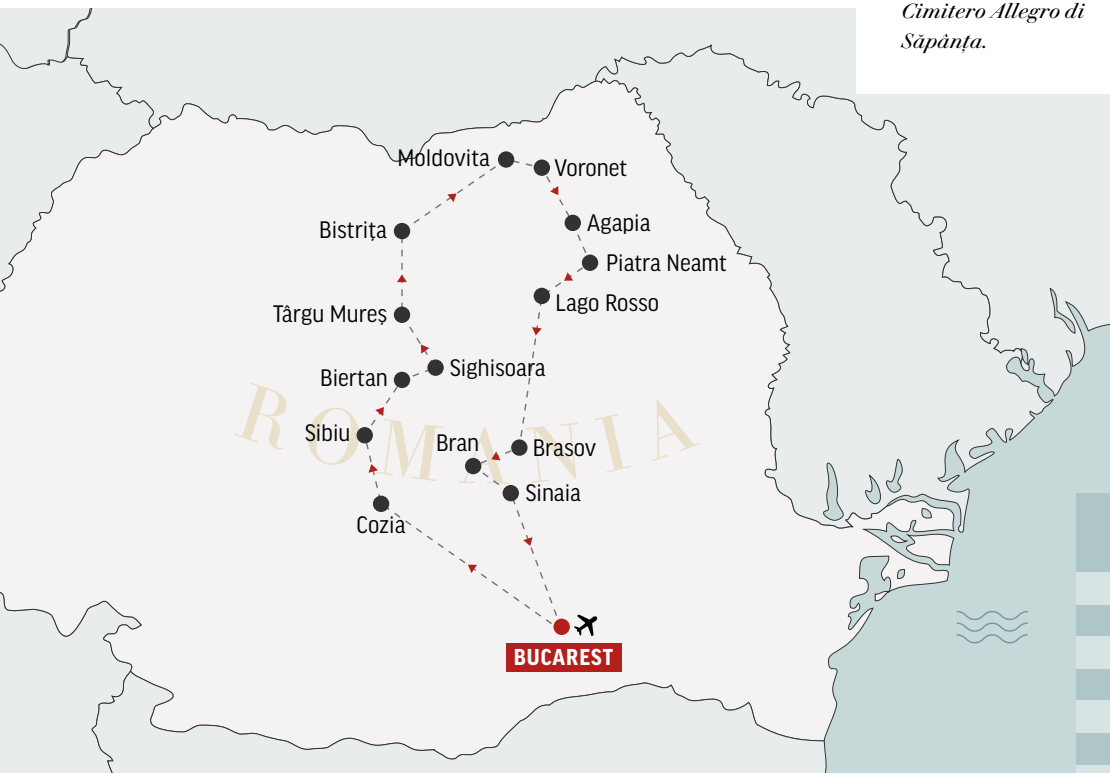 Cimitero Allegro di
Săpânța.
Moldovita
Voronet
Bistrița
Agapia
Piatra Neamt
Lago Rosso
Târgu Mureș
Sighisoara
Biertan
ROMANIA
Sibiu
Bran
Brasov
Sinaia
Cozia
BUCAREST